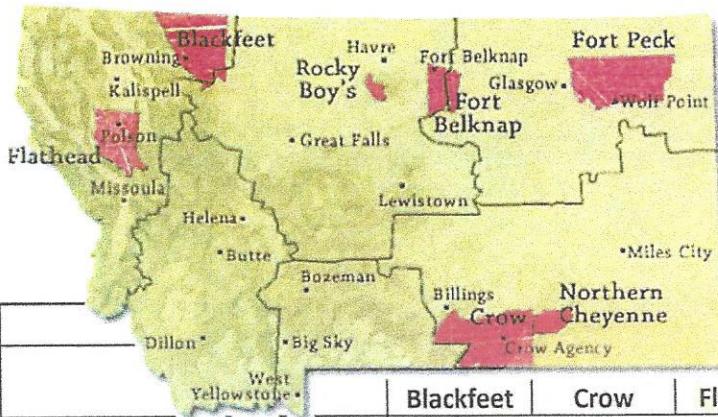 Blackfeet
Browning
Kalispell
Havre
Rocky
Boy's
Fort Belknap
Fort
Belknap
Fort Peck
Glasgow
Wolf Point
Polson
Flathead
Missoula
Great Falls
Lewistown
Helena
Butte
Miles City
Bozeman
Billings
Northern
Cheyenne
Crow
Crow Agency
Dillon
Big Sky
West
Yellowstone
Blackfeet Crow Fl